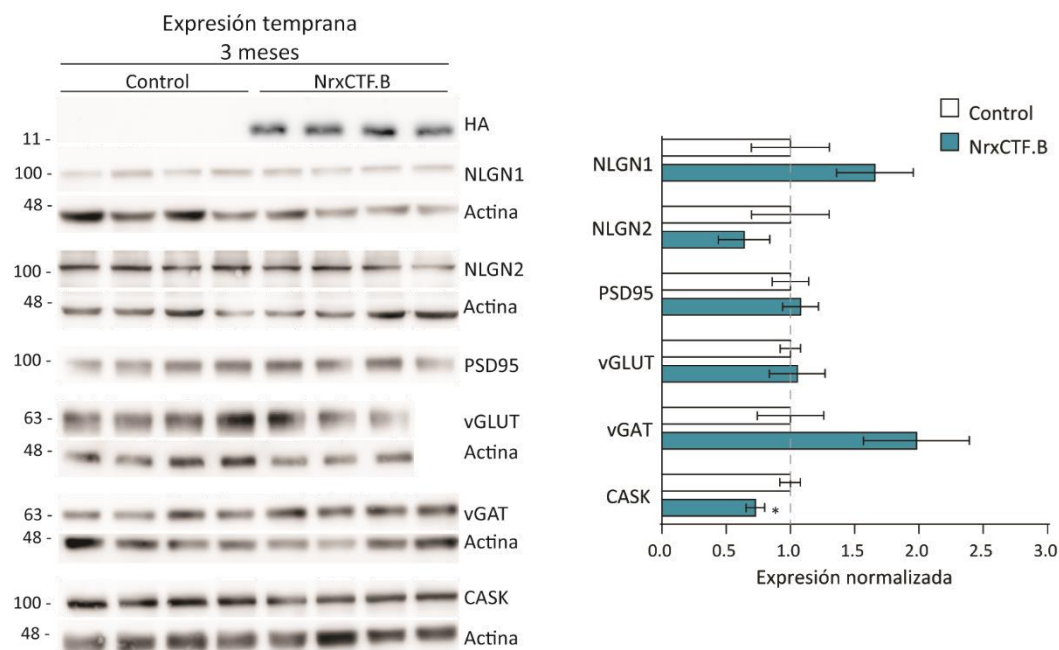 Expresión temprana
3 meses
Control NrxCTF.B
HA
11 -
100 - NLGN1
48 - Actina
100 - NLGN2
48 - Actina
100 - PSD95
63 - vGLUT
48 - Actina
63 - vGAT
48 - Actina
100 - CASK
48 - Actina
Control
NrxCTF.B
NLGN1
NLGN2
PSD95
vGLUT
vGAT
CASK
*
0.0 0.5 1.0 1.5 2.0 2.5 3.0
Expresión normalizada